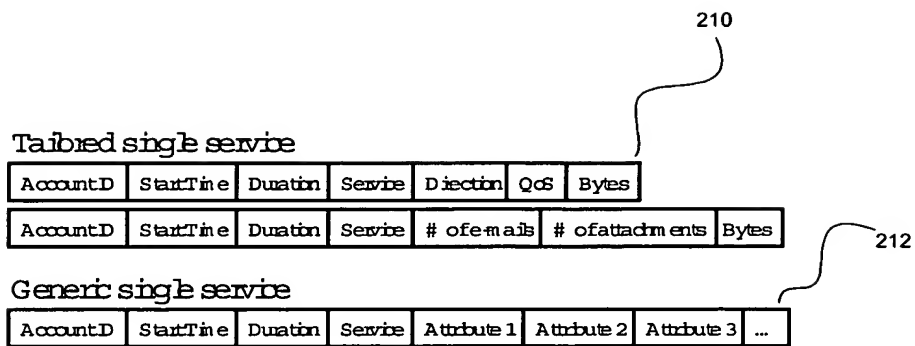 210
Tailored single service
AccountID StartTime Duration Service Direction QoS Bytes
AccountID StartTime Duration Service # of e-mails # of attachments Bytes
212
Generic single service
AccountID StartTime Duration Service Attribute 1 Attribute 2 Attribute 3 ...